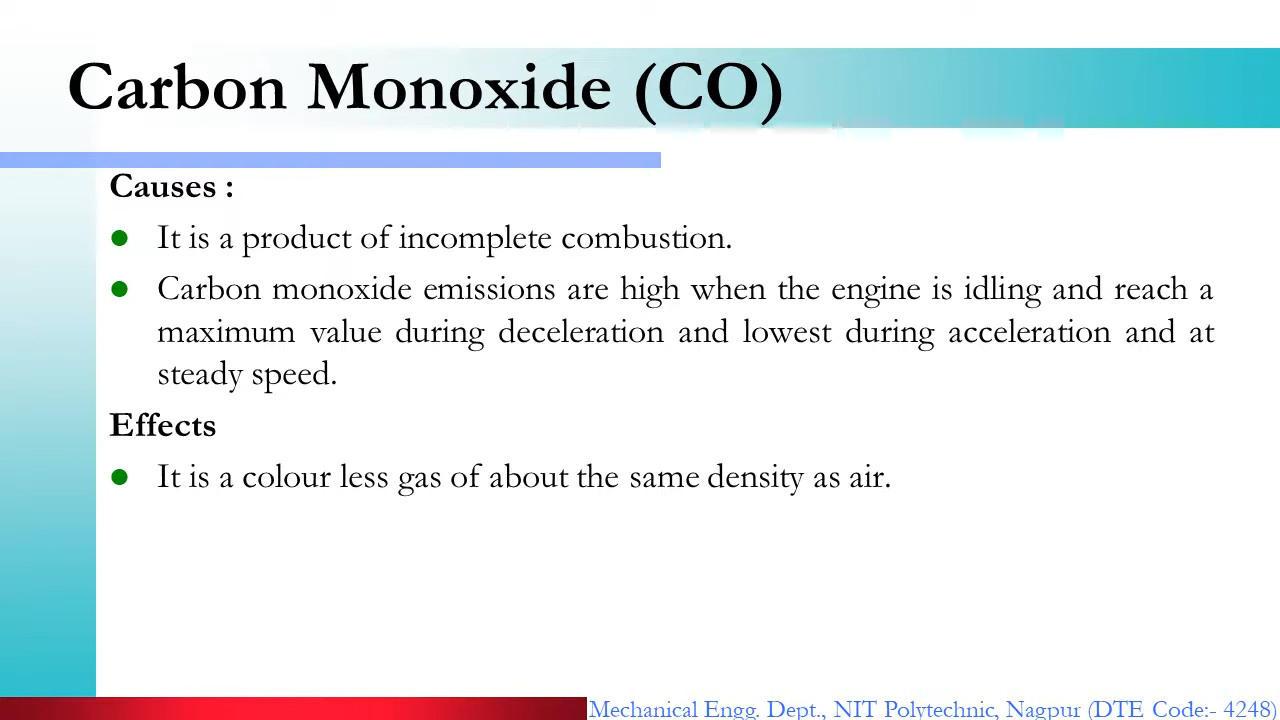 Carbon Monoxide (CO)
Causes :
It is a product of incomplete combustion.
Carbon monoxide emissions are high when the engine is idling and reach a
maximum value during deceleration and lowest during acceleration and at
steady speed.
Effects
It is a colour less gas of about the same density as air.
Mechanical Engg. Dept., NIT Polytechnic, Nagpur (DTE Code:- 4248)